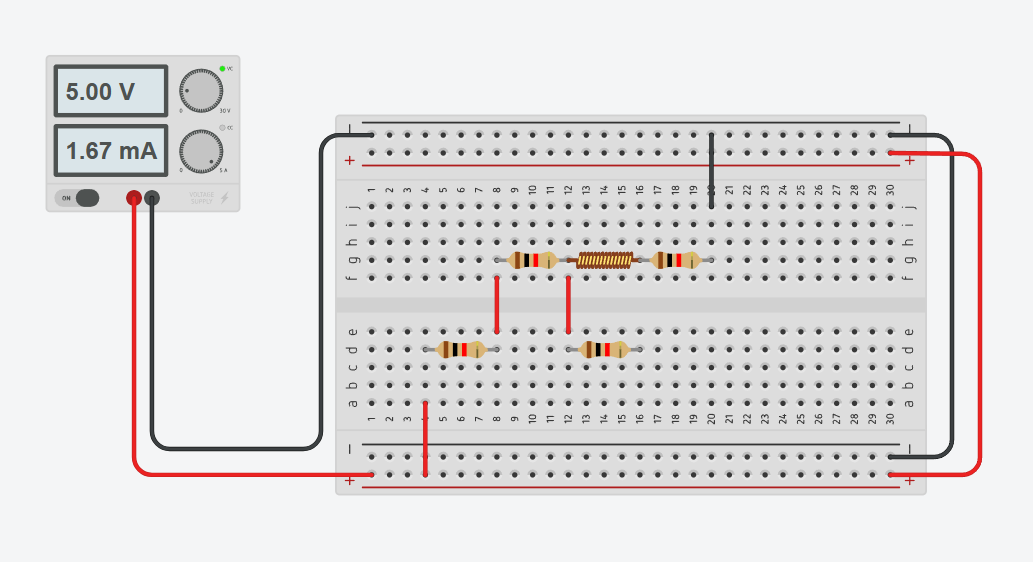 5.00 V
VC
0 30 V
1.67 mA
CC
0 5 A
ON
VOLTAGE
SUPPLY
− −
+ +
1 2 3 4 5 6 7 8 9 10 11 12 13 14 15 16 17 18 19 20 21 22 23 24 25 26 27 28 29 30
j j
i i
h h
g g
f f
e e
d d
c c
b b
a a
1 2 3 4 5 6 7 8 9 10 11 12 13 14 15 16 17 18 19 20 21 22 23 24 25 26 27 28 29 30
− −
+ +